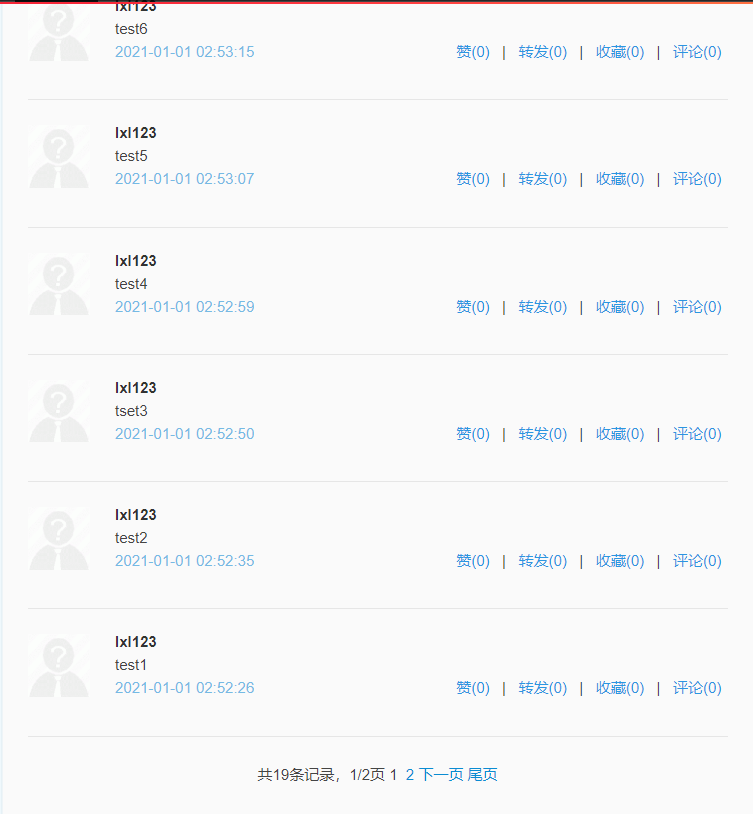 lxl123
test6
2021-01-01 02:53:15 赞(0) | 转发(0) | 收藏(0) | 评论(0)
lxl123
test5
2021-01-01 02:53:07 赞(0) | 转发(0) | 收藏(0) | 评论(0)
lxl123
test4
2021-01-01 02:52:59 赞(0) | 转发(0) | 收藏(0) | 评论(0)
lxl123
tset3
2021-01-01 02:52:50 赞(0) | 转发(0) | 收藏(0) | 评论(0)
lxl123
test2
2021-01-01 02:52:35 赞(0) | 转发(0) | 收藏(0) | 评论(0)
lxl123
test1
2021-01-01 02:52:26 赞(0) | 转发(0) | 收藏(0) | 评论(0)
共19条记录，1/2页 1 2 下一页 尾页